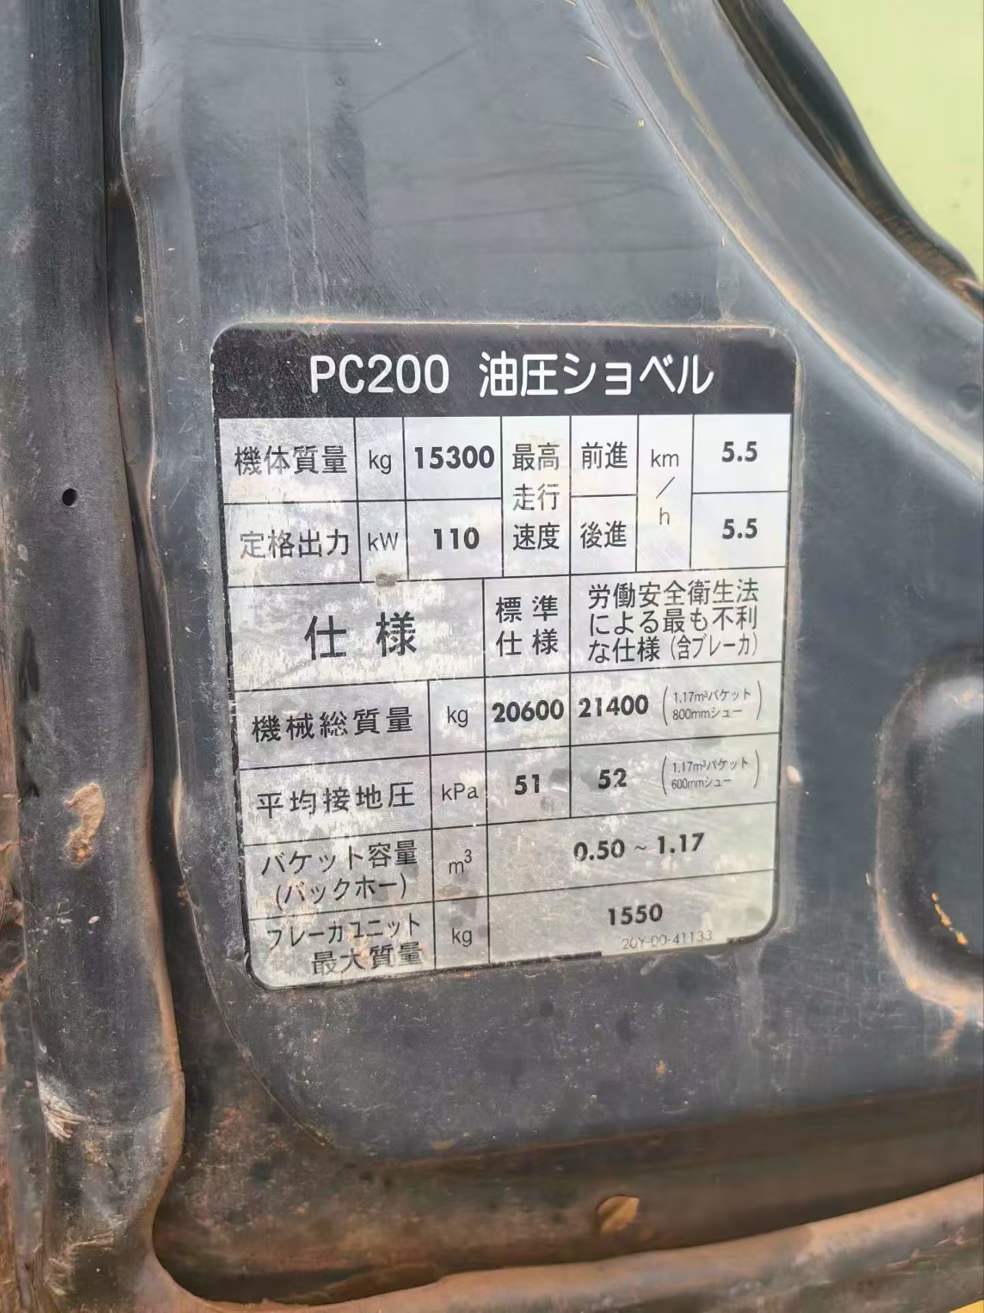 PC200 油圧ショベル
機体質量 kg 15300 最高走行速度 前進 km/h 5.5
定格出力 kW 110 後進 5.5
仕様 標準仕様 労働安全衛生法による最も不利な仕様(含ブレーカ)
機械総質量 kg 20600 21400 (1.17m³バケット 800mmシュー)
平均接地圧 kPa 51 52 (1.17m³バケット 600mmシュー)
バケット容量 (バックホー) m³ 0.50 ~ 1.17
ブレーカユニット最大質量 kg 1550
20Y-00-41133